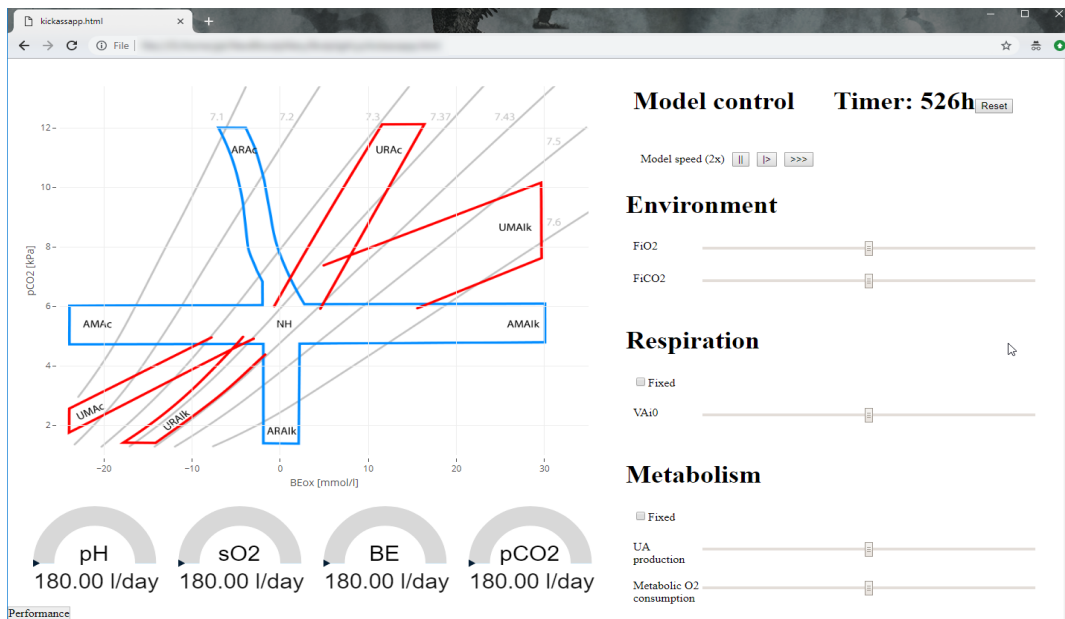 kickassapp.html
File
Model control
Timer: 526h
Reset
Model speed (2x)
||
|>
>>>
Environment
FiO2
FiCO2
Respiration
Fixed
VAi0
Metabolism
Fixed
UA
production
Metabolic O2
consumption
7.1
7.2
7.3
7.37
7.43
7.5
7.6
12
10
8
6
4
2
pCO2 [kPa]
ARAc
URAc
UMAlk
AMAc
NH
AMAlk
UMAc
URAlk
ARAlk
−20
−10
0
10
20
30
BEox [mmol/l]
pH
180.00 l/day
sO2
180.00 l/day
BE
180.00 l/day
pCO2
180.00 l/day
Performance